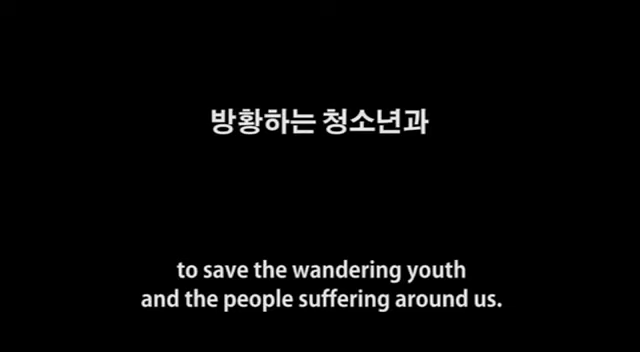 방황하는 청소년과
to save the wandering youth
and the people suffering around us.